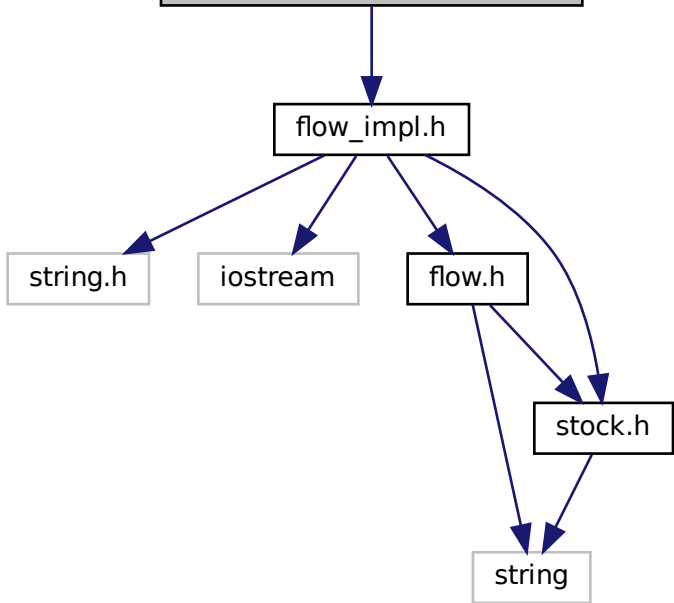 flow_impl.h
string.h
iostream
flow.h
stock.h
string